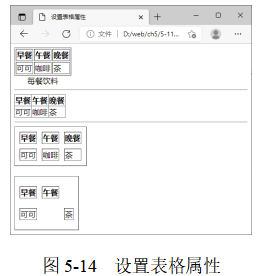 设置表格属性
文件 D:/web/ch5/5-11...
早餐 午餐 晚餐
可可 咖啡 茶
每餐饮料
早餐 午餐 晚餐
可可 咖啡 茶
早餐 午餐 晚餐
可可 咖啡 茶
早餐 午餐
可可 茶
图 5-14 设置表格属性